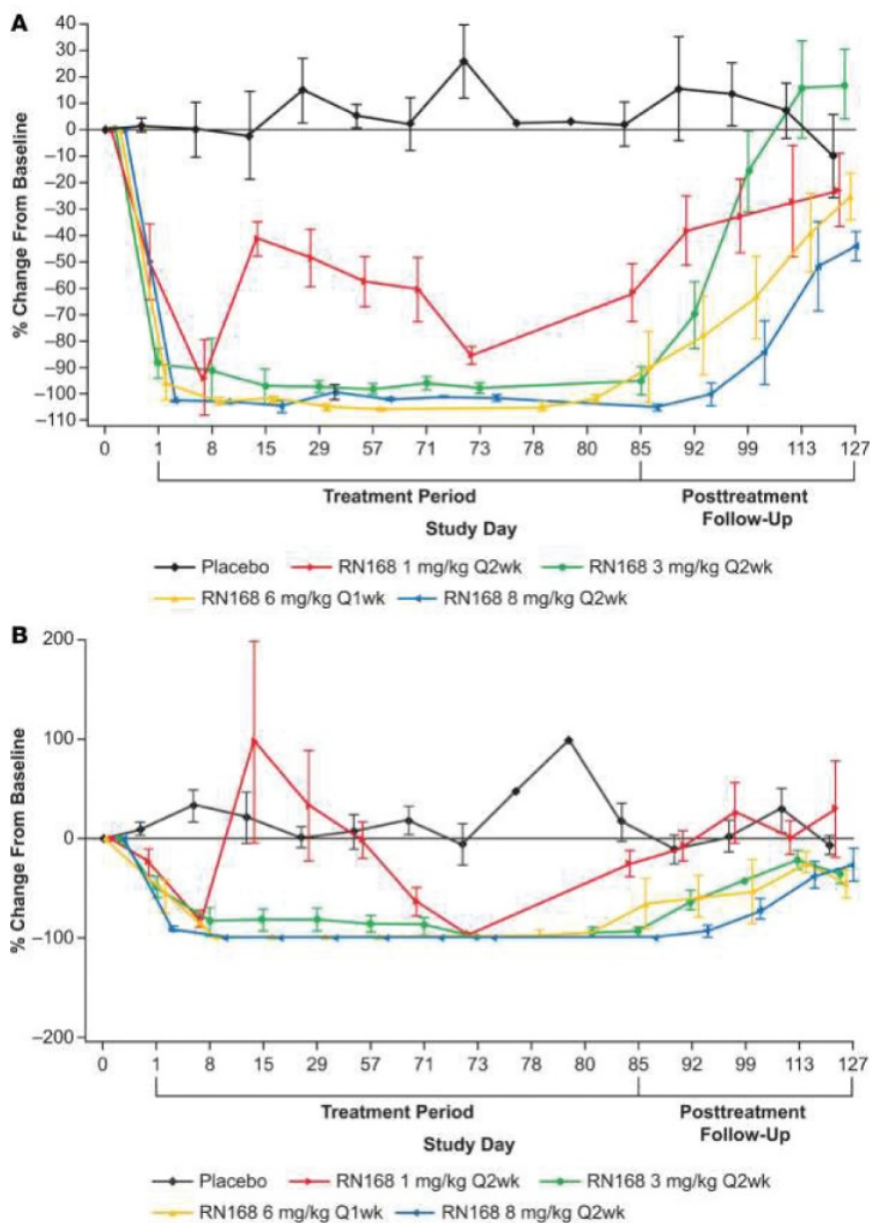 A
40
30
20
10
0
–10
–20
–30
–40
–50
–60
–70
–80
–90
–100
–110
% Change From Baseline
0 1 8 15 29 57 71 73 78 80 85 92 99 113 127
Treatment Period
Posttreatment
Follow-Up
Study Day
Placebo RN168 1 mg/kg Q2wk RN168 3 mg/kg Q2wk
RN168 6 mg/kg Q1wk RN168 8 mg/kg Q2wk
B
200
100
0
–100
–200
% Change From Baseline
0 1 8 15 29 57 71 73 78 80 85 92 99 113 127
Treatment Period
Posttreatment
Follow-Up
Study Day
Placebo RN168 1 mg/kg Q2wk RN168 3 mg/kg Q2wk
RN168 6 mg/kg Q1wk RN168 8 mg/kg Q2wk